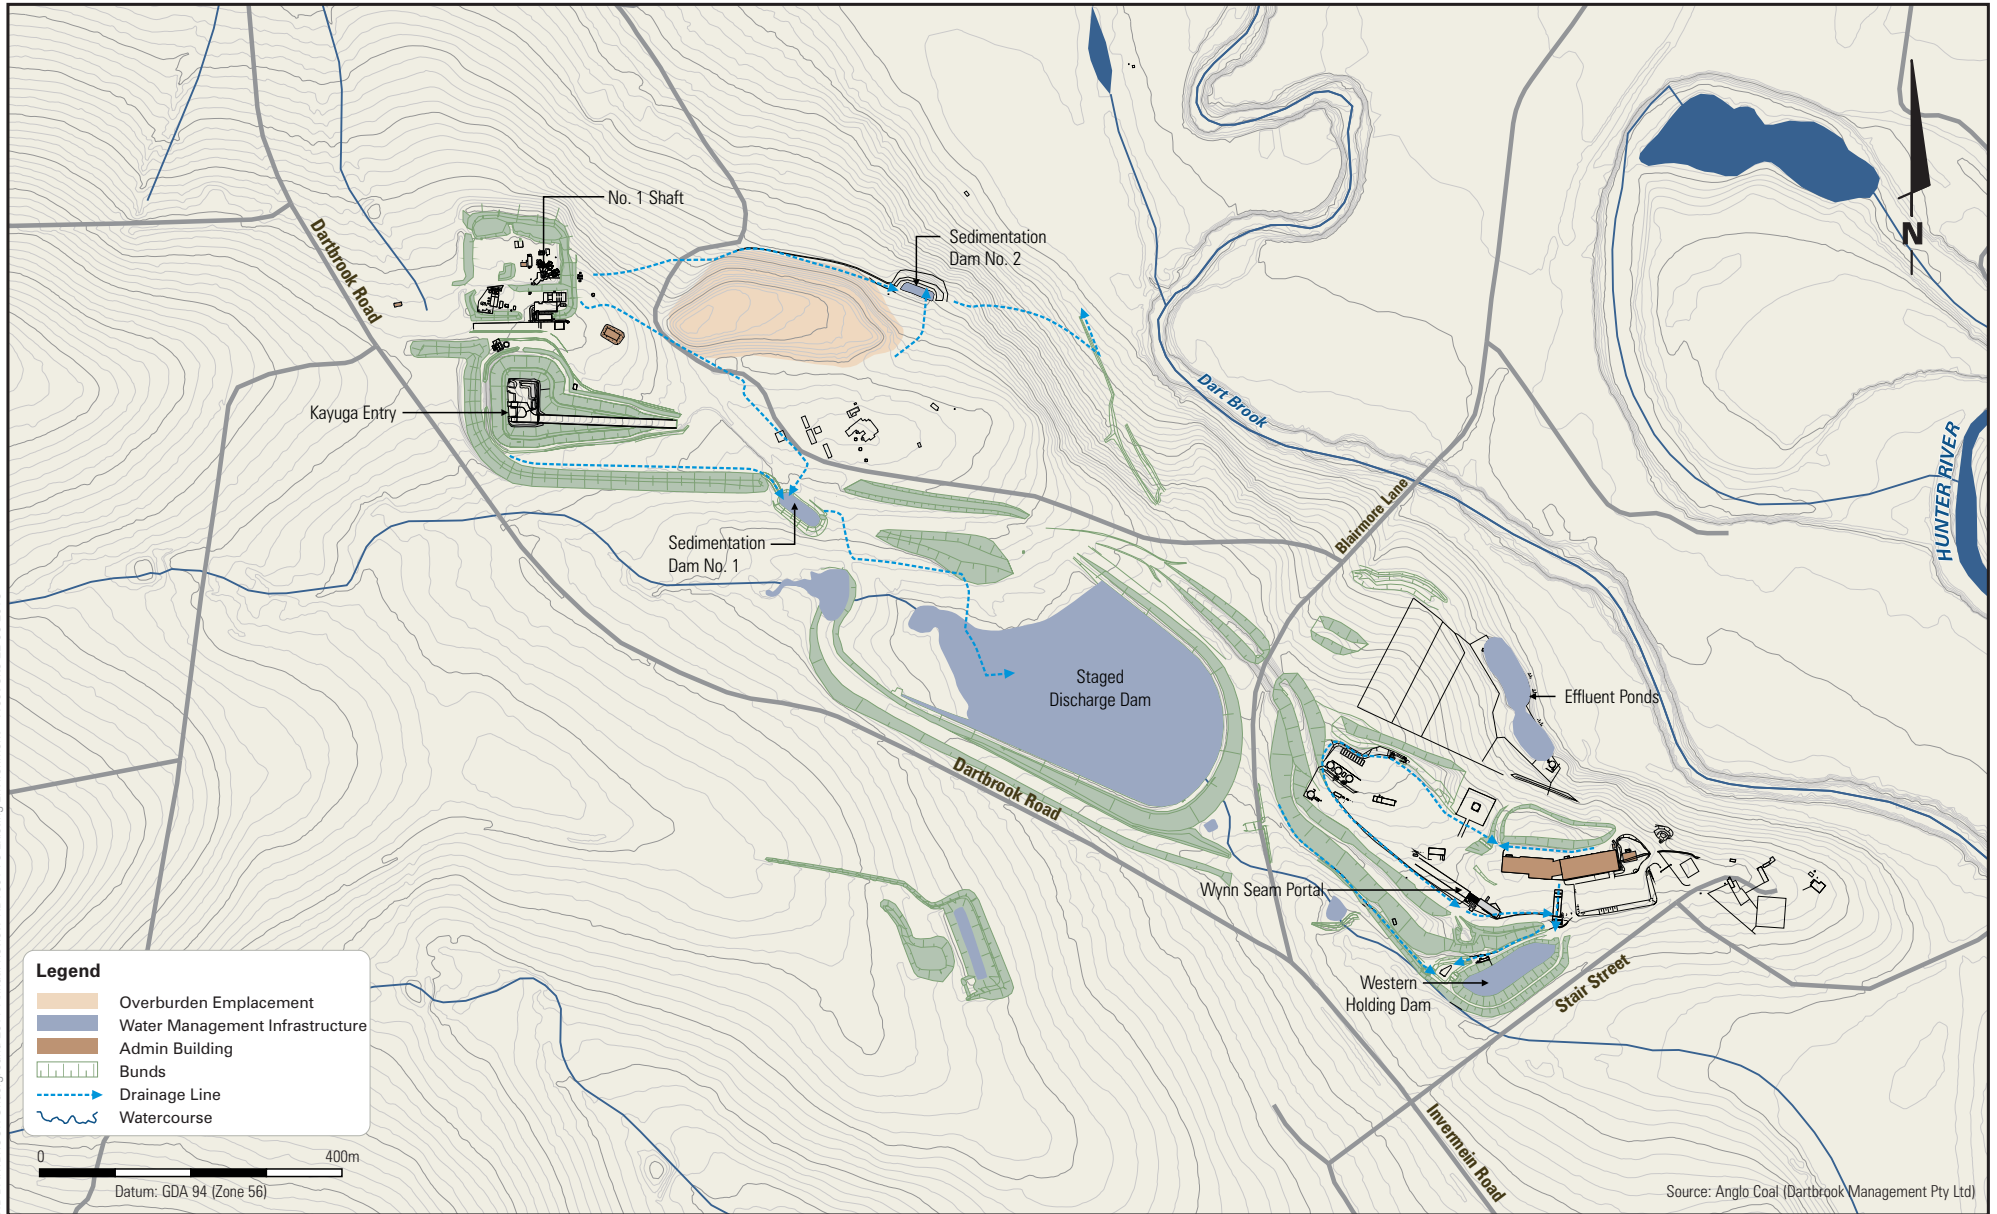 No. 1 Shaft
Sedimentation
Dam No. 2
Dartbrook Road
N
Kayuga Entry
Dart Brook
HUNTER RIVER
Blairmore Lane
Sedimentation
Dam No. 1
Staged
Discharge Dam
Effluent Ponds
Dartbrook Road
Wynn Seam Portal
Western
Holding Dam
Stair Street
Invermein Road
Legend
Overburden Emplacement
Water Management Infrastructure
Admin Building
Bunds
Drainage Line
Watercourse
0 400m
Datum: GDA 94 (Zone 56)
Source: Anglo Coal (Dartbrook Management Pty Ltd)